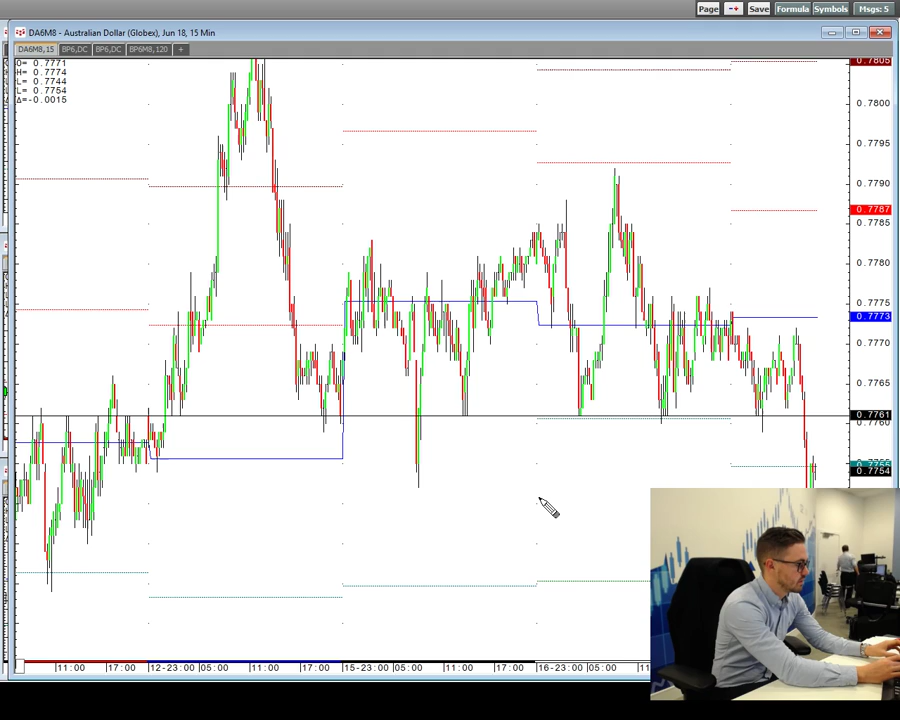 Page -+ Save Formula Symbols Msgs: 5
DA6M8 - Australian Dollar (Globex), Jun 18, 15 Min
DA6M8,15 BP6,DC BP6,DC BP6M8,120 +
O= 0.7771
H= 0.7774
L= 0.7744
L= 0.7754
Δ=-0.0015
0.7805
0.7800
0.7795
0.7790
0.7787
0.7785
0.7780
0.7775
0.7773
0.7770
0.7765
0.7761
0.7760
0.7755
0.7754
11:00 17:00 12-23:00 05:00 11:00 17:00 15-23:00 05:00 11:00 17:00 16-23:00 05:00